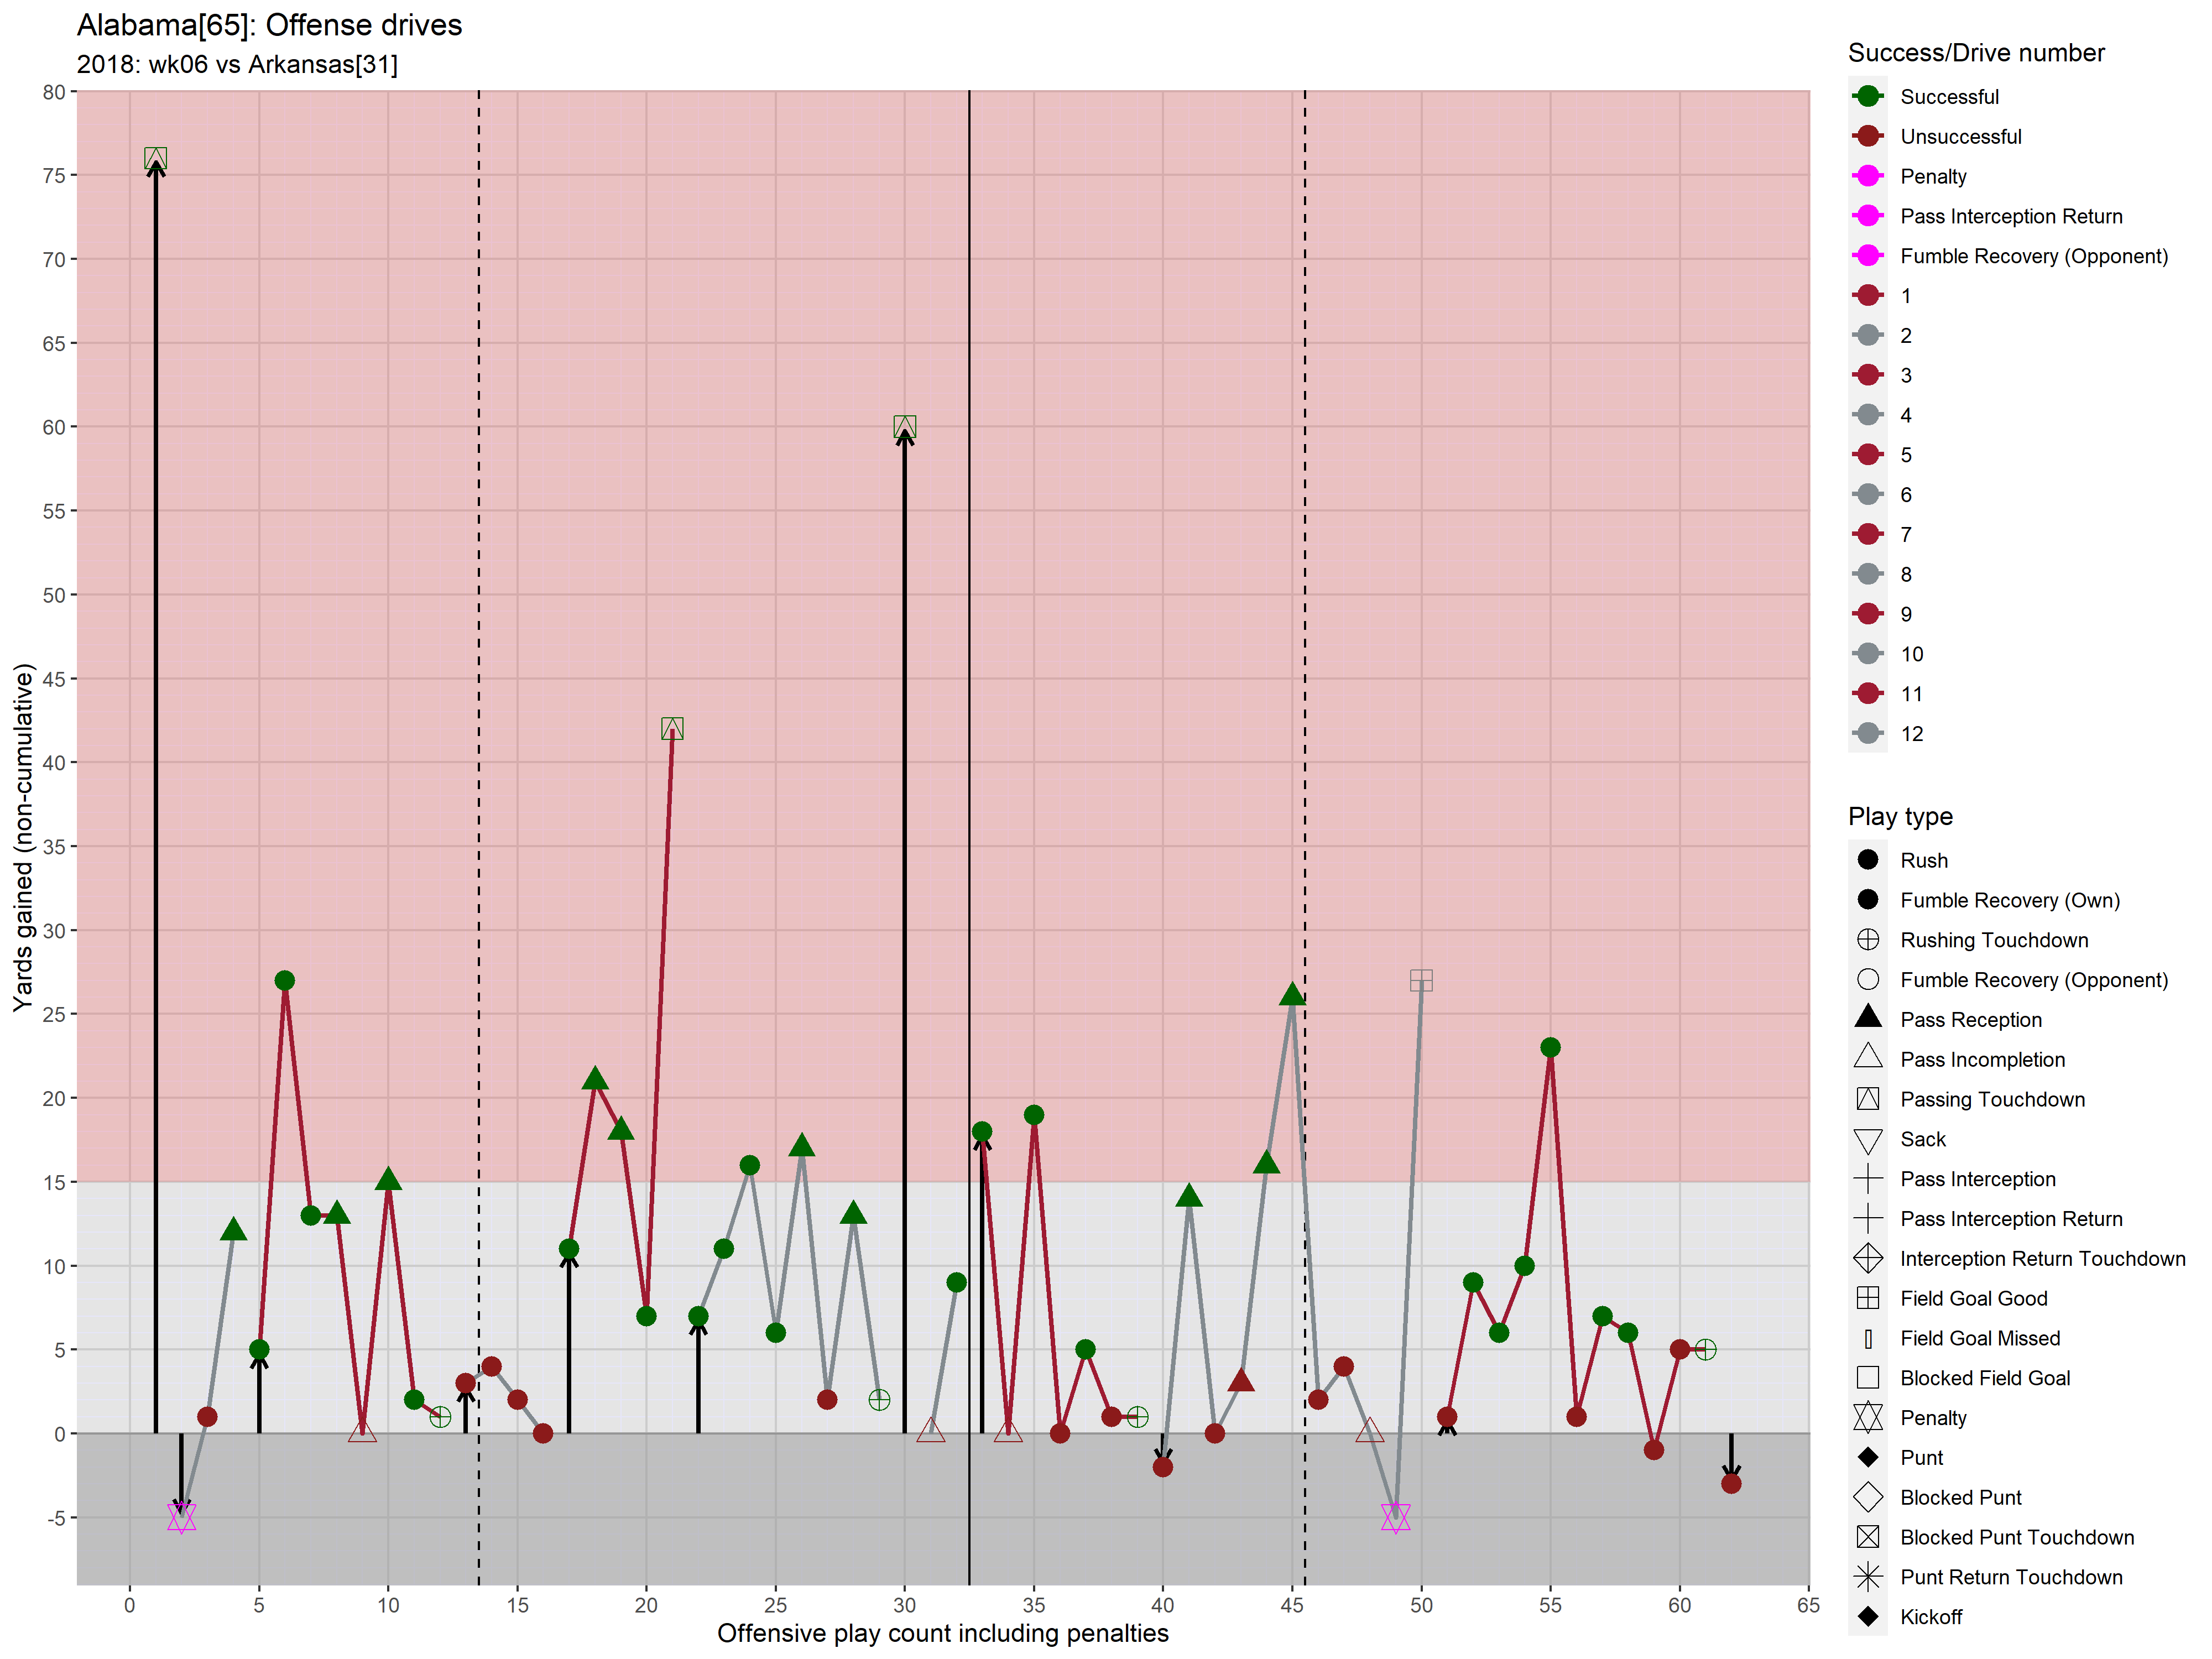 Alabama[65]: Offense drives
2018: wk06 vs Arkansas[31]
Yards gained (non-cumulative)
80
75
70
65
60
55
50
45
40
35
30
25
20
15
10
5
0
-5
0 5 10 15 20 25 30 35 40 45 50 55 60 65
Offensive play count including penalties
Success/Drive number
Successful
Unsuccessful
Penalty
Pass Interception Return
Fumble Recovery (Opponent)
1
2
3
4
5
6
7
8
9
10
11
12
Play type
Rush
Fumble Recovery (Own)
Rushing Touchdown
Fumble Recovery (Opponent)
Pass Reception
Pass Incompletion
Passing Touchdown
Sack
Pass Interception
Pass Interception Return
Interception Return Touchdown
Field Goal Good
Field Goal Missed
Blocked Field Goal
Penalty
Punt
Blocked Punt
Blocked Punt Touchdown
Punt Return Touchdown
Kickoff